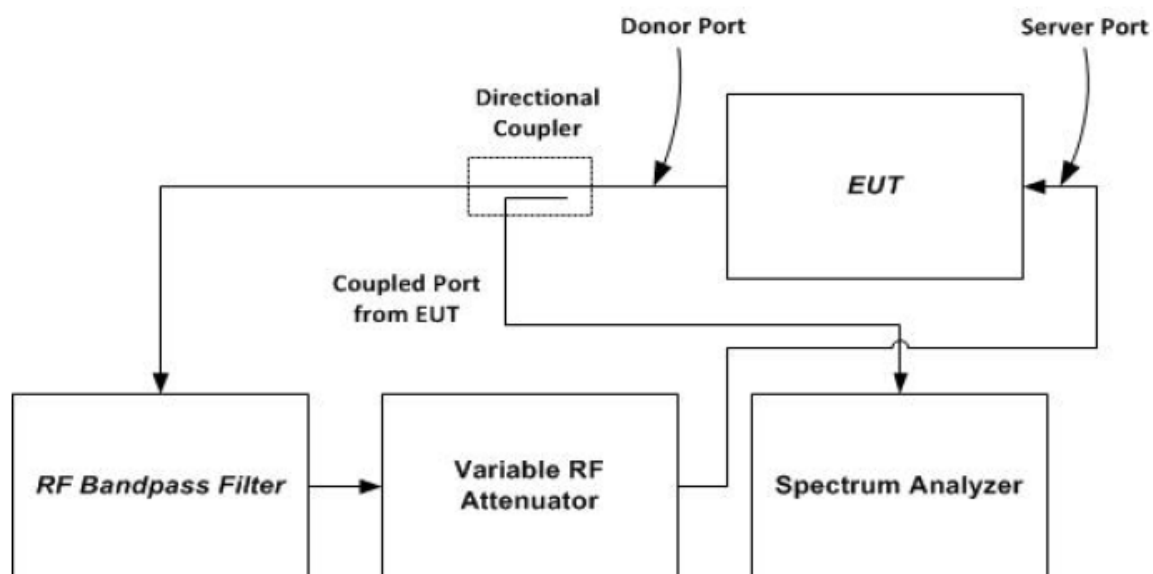 Donor Port
Server Port
Directional
Coupler
EUT
Coupled Port
from EUT
RF Bandpass Filter
Variable RF
Attenuator
Spectrum Analyzer